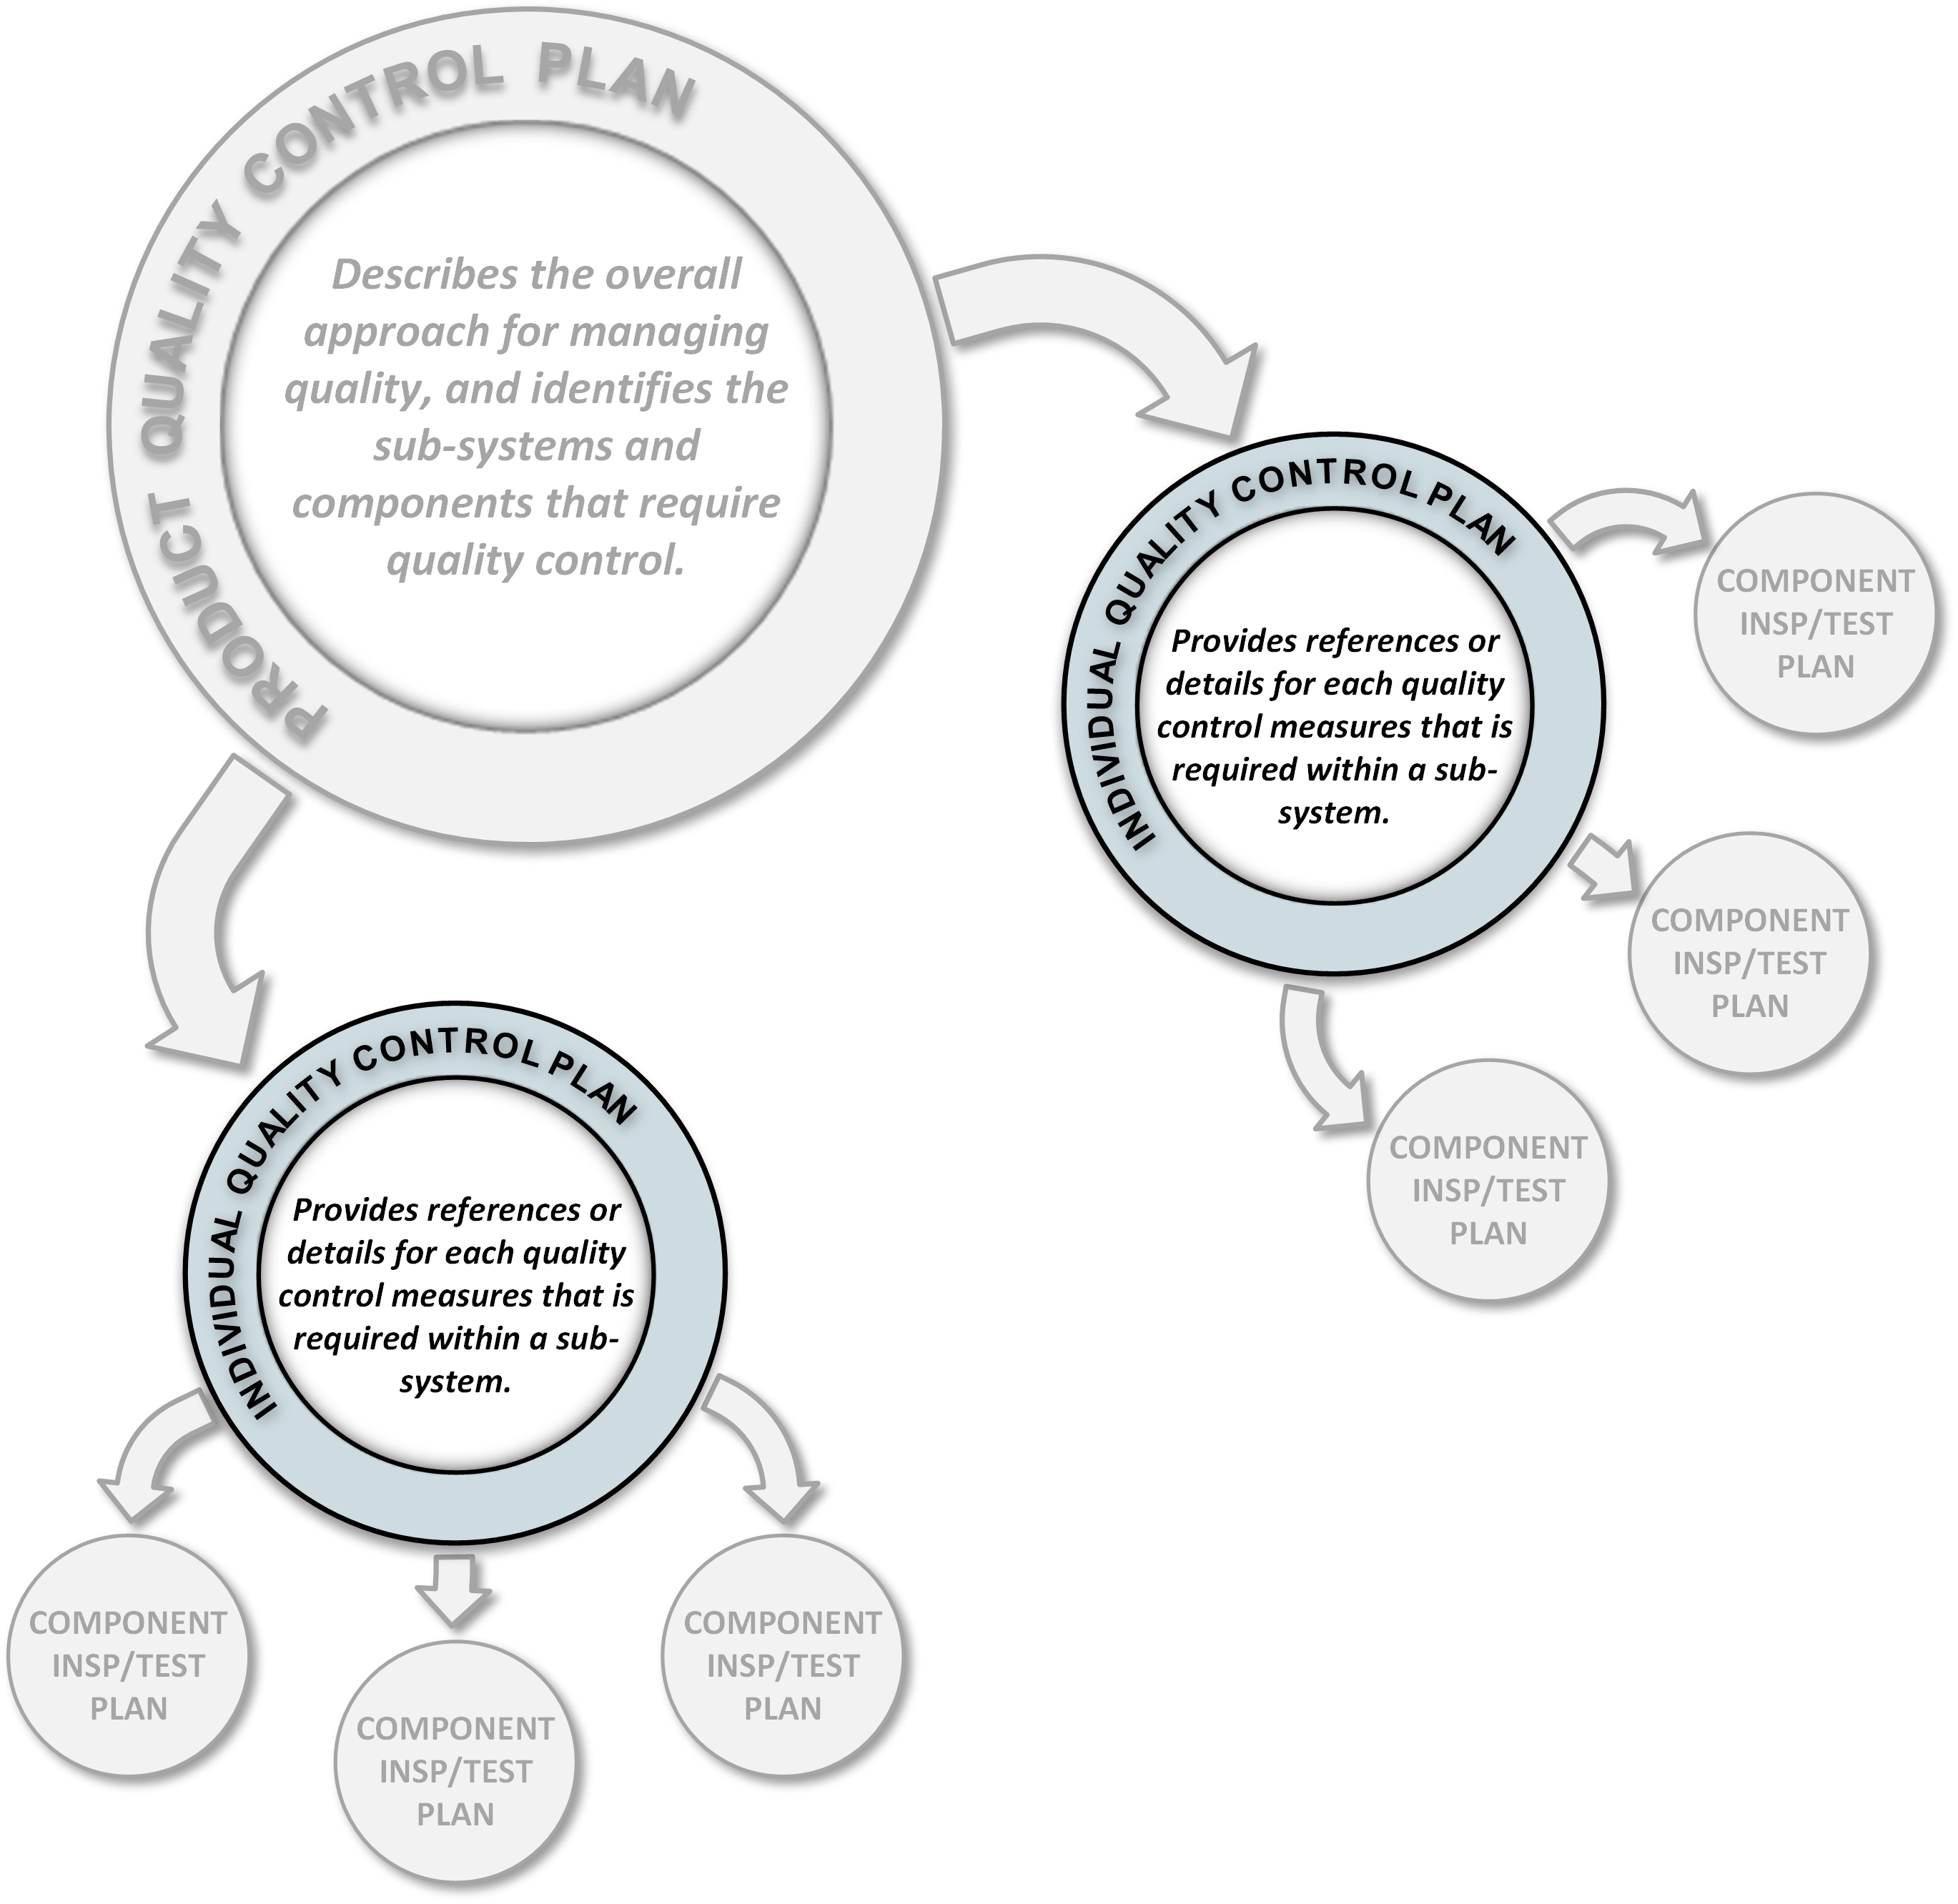 PRODUCT QUALITY CONTROL PLAN
Describes the overall
approach for managing
quality, and identifies the
sub-systems and
components that require
quality control.
INDIVIDUAL QUALITY CONTROL PLAN
Provides references or
details for each quality
control measures that is
required within a sub-
system.
COMPONENT
INSP/TEST
PLAN
COMPONENT
INSP/TEST
PLAN
COMPONENT
INSP/TEST
PLAN
INDIVIDUAL QUALITY CONTROL PLAN
Provides references or
details for each quality
control measures that is
required within a sub-
system.
COMPONENT
INSP/TEST
PLAN
COMPONENT
INSP/TEST
PLAN
COMPONENT
INSP/TEST
PLAN